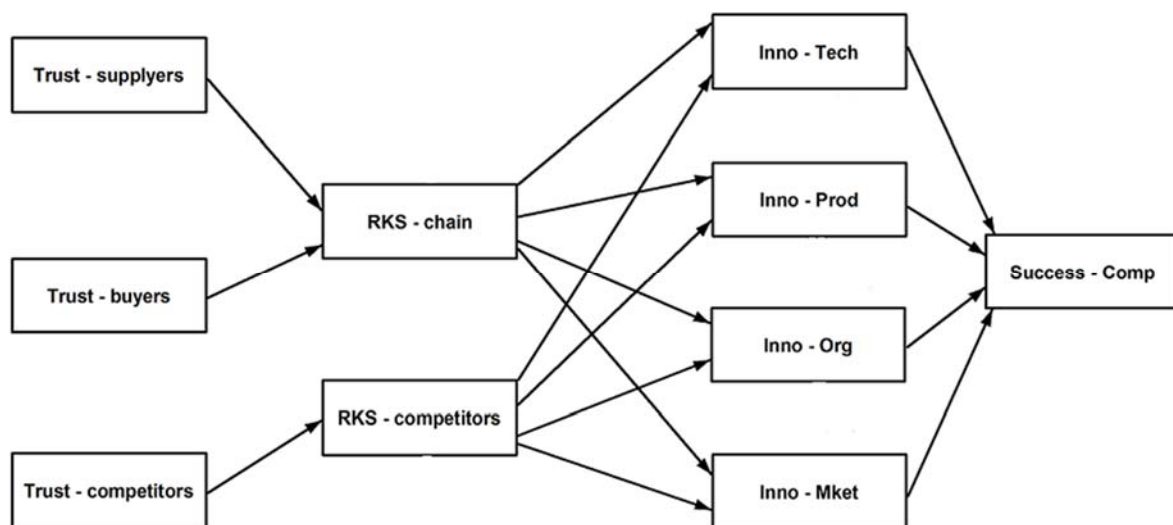 Trust - supplyers
Trust - buyers
Trust - competitors
RKS - chain
RKS - competitors
Inno - Tech
Inno - Prod
Inno - Org
Inno - Mket
Success - Comp